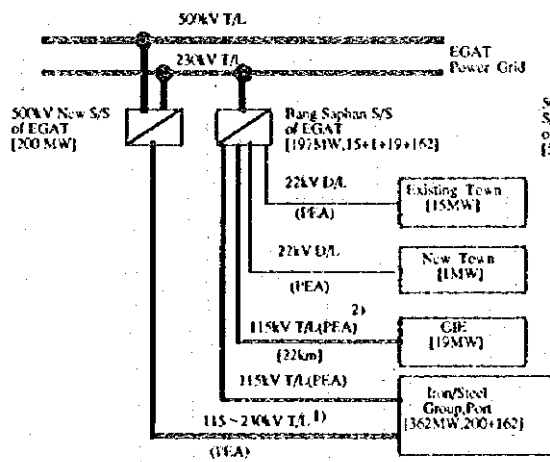 500kV T/L
230kV T/L
EGAT
Power Grid
500kV New S/S
of EGAT
[200 MW]
Bang Saphan S/S
of EGAT
[197MW,15+1+19+162]
22kV D/L
(PEA)
Existing Town
[15MW]
22kV D/L
(PEA)
New Town
[1MW]
2)
115kV T/L(PEA)
[22km]
GIE
[19MW]
115kV T/L(PEA)
Iron/Steel
Group,Port
[362MW,200+162]
115~230kV T/L 1)
(PEA)